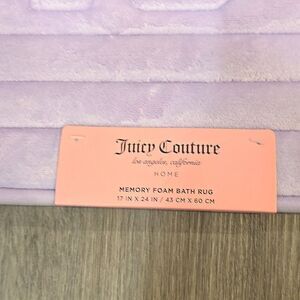 Juicy Couture
los angeles, california
HOME
MEMORY FOAM BATH RUG
17 IN X 24 IN / 43 CM X 60 CM